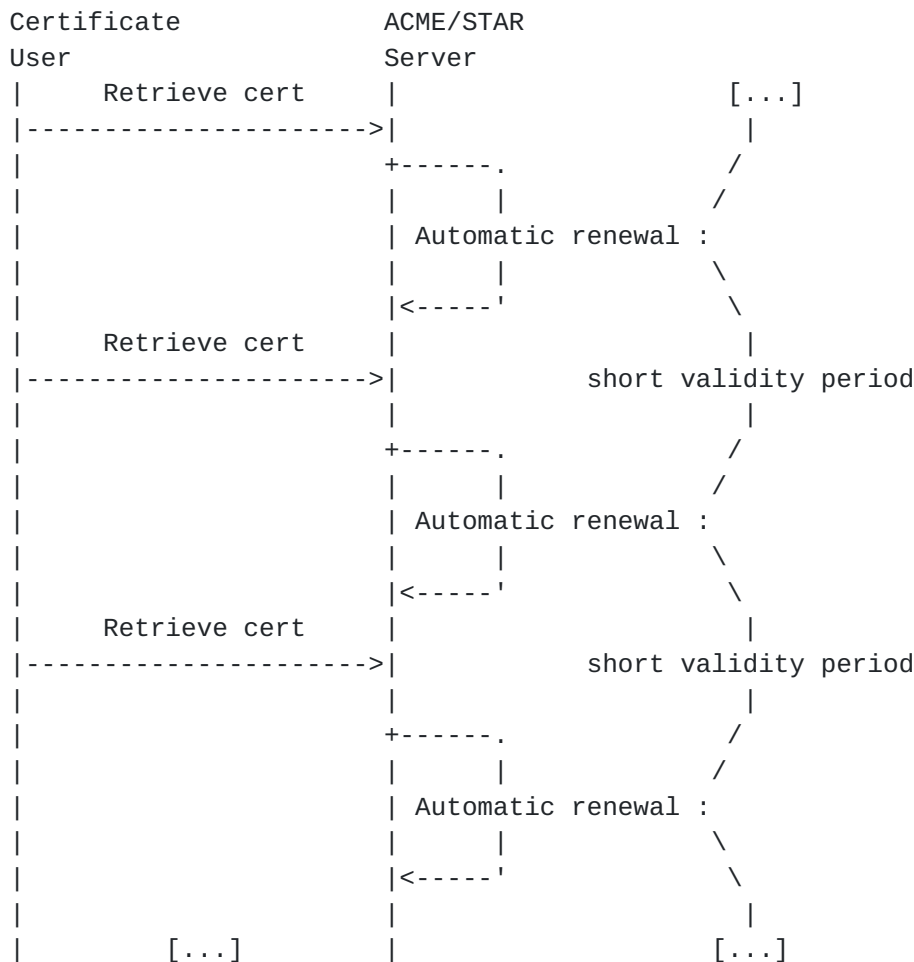 Certificate ACME/STAR
User Server
| Retrieve cert | [...]
|---------------------->| |
| +------. /
| | | /
| | Automatic renewal :
| | | \
| |<-----' \
| Retrieve cert | |
|---------------------->| short validity period
| | |
| +------. /
| | | /
| | Automatic renewal :
| | | \
| |<-----' \
| Retrieve cert | |
|---------------------->| short validity period
| | |
| +------. /
| | | /
| | Automatic renewal :
| | | \
| |<-----' \
| | |
| [...] | [...]